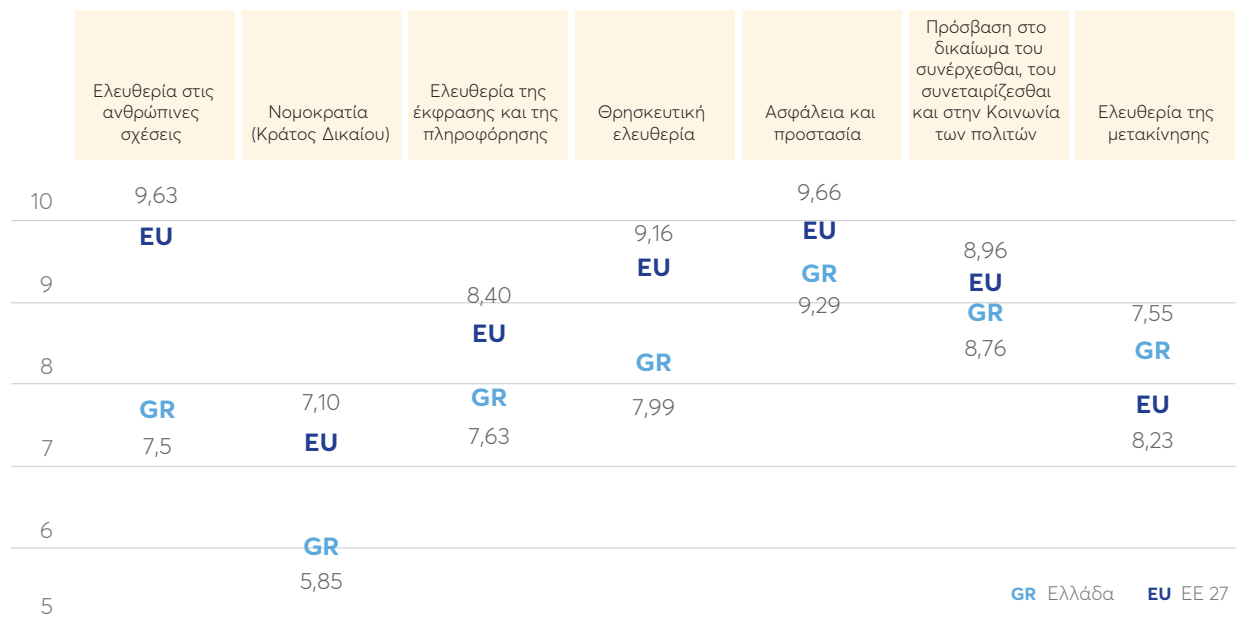 Ελευθερία στις
ανθρώπινες
σχέσεις
Νομοκρατία
(Κράτος Δικαίου)
Ελευθερία της
έκφρασης και της
πληροφόρησης
Θρησκευτική
ελευθερία
Ασφάλεια και
προστασία
Πρόσβαση στο
δικαίωμα του
συνέρχεσθαι, του
συνεταιρίζεσθαι
και στην Κοινωνία
των πολιτών
Ελευθερία της
μετακίνησης
10
9
8
7
6
5
9,63
EU
GR
7,5
7,10
EU
GR
5,85
8,40
EU
GR
7,63
9,16
EU
GR
7,99
9,66
EU
GR
9,29
8,96
EU
GR
8,76
7,55
GR
EU
8,23
GR Ελλάδα EU ΕΕ 27